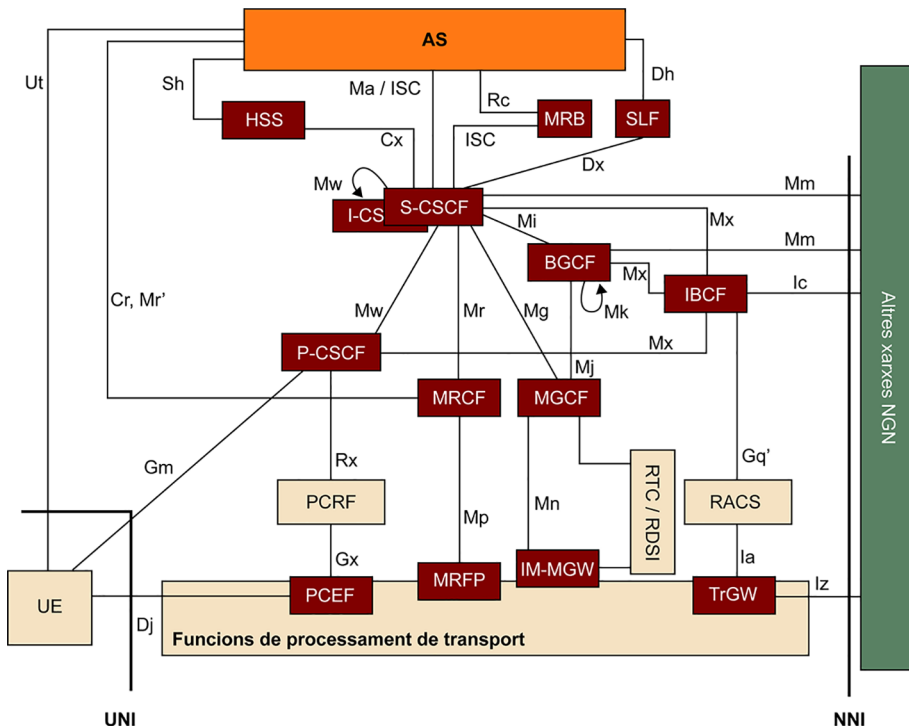 AS
Ut
Sh
Ma / ISC
Rc
Dh
HSS
MRB
SLF
Cx
ISC
Dx
Mw
Mm
I-CS
S-CSCF
Mi
Mx
Mm
BGCF
Mx
Ic
IBCF
Mk
Cr, Mr’
Mw
Mr
Mg
Altres xarxes NGN
P-CSCF
Mx
Mj
MRCF
MGCF
Gm
Rx
Gq’
RTC / RDSI
PCRF
RACS
Mp
Mn
Gx
Ia
IM-MGW
MRFP
Iz
UE
PCEF
TrGW
Dj
Funcions de processament de transport
UNI
NNI